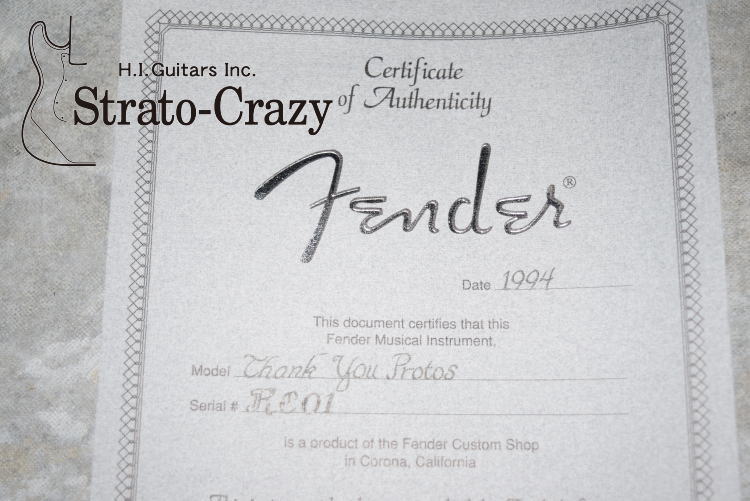 H.I.Guitars Inc.
Strato-Crazy
Certificate
of Authenticity
Fender®
Date 1994
This document certifies that this
Fender Musical Instrument,
Model Thank You Protos
Serial #
is a product of the Fender Custom Shop
in Corona, California